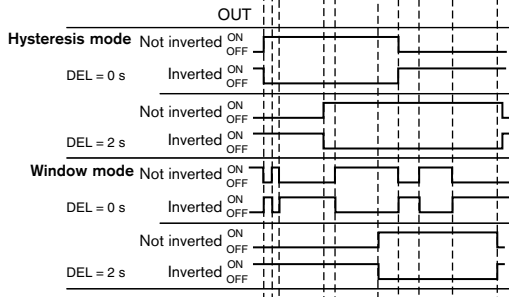 OUT
Hysteresis mode Not inverted ON
OFF
DEL = 0 s Inverted ON
OFF
Not inverted ON
OFF
DEL = 2 s Inverted ON
OFF
Window mode Not inverted ON
OFF
DEL = 0 s Inverted ON
OFF
Not inverted ON
OFF
DEL = 2 s Inverted ON
OFF